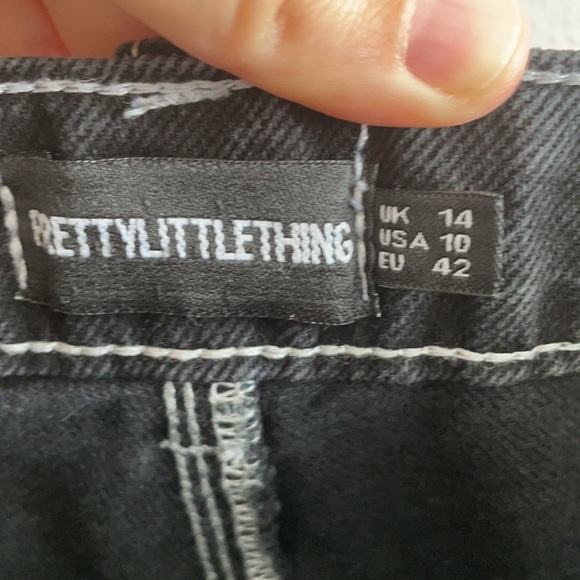 PRETTYLITTLETHING
UK 14
USA 10
EU 42